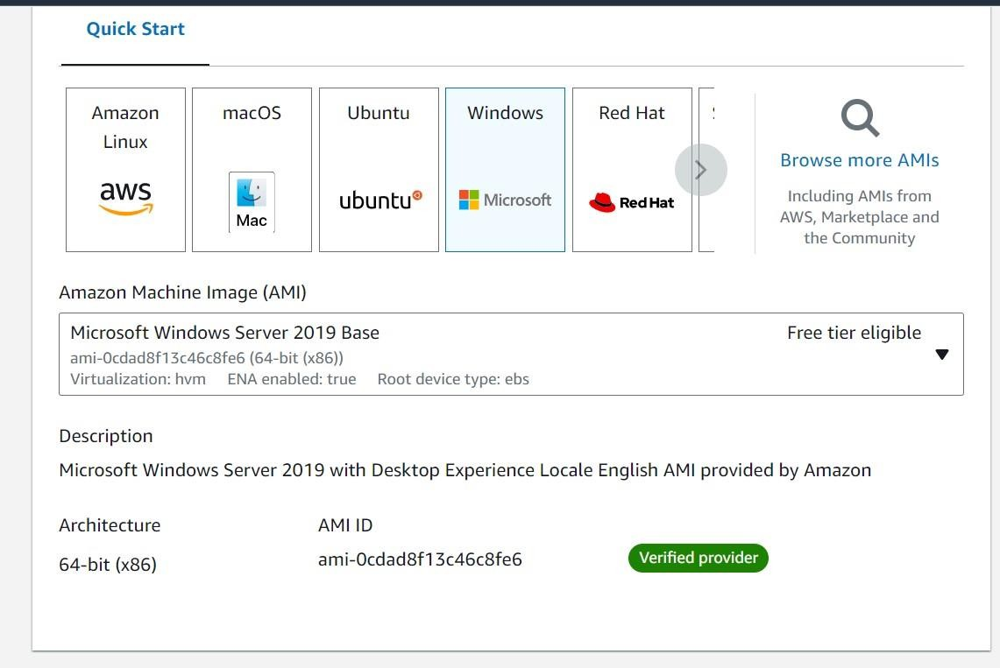 Quick Start
Amazon
Linux
aws
macOS
Mac
Ubuntu
ubuntu
Windows
Microsoft
Red Hat
Red Hat
Browse more AMIs
Including AMIs from
AWS, Marketplace and
the Community
Amazon Machine Image (AMI)
Microsoft Windows Server 2019 Base
Free tier eligible
ami-0cdad8f13c46c8fe6 (64-bit (x86))
Virtualization: hvm ENA enabled: true Root device type: ebs
Description
Microsoft Windows Server 2019 with Desktop Experience Locale English AMI provided by Amazon
Architecture
AMI ID
64-bit (x86)
ami-0cdad8f13c46c8fe6
Verified provider